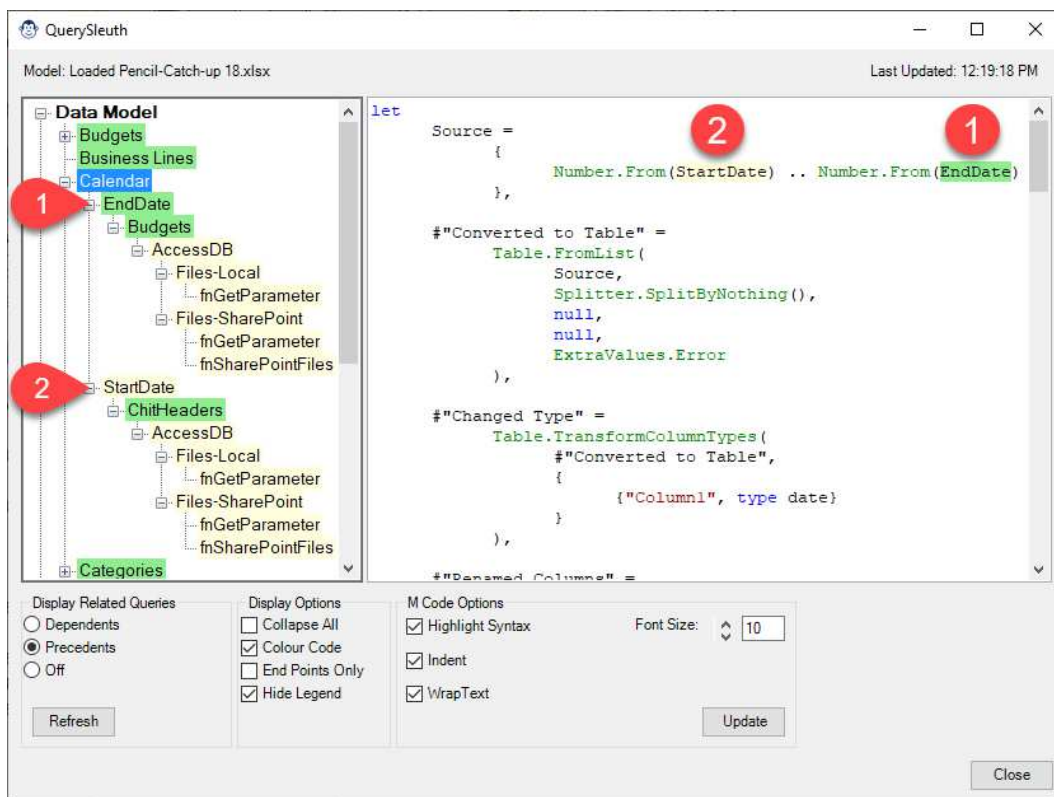 QuerySleuth
Model: Loaded Pencil-Catch-up 18.xlsx
Last Updated: 12:19:18 PM
Data Model
Budgets
Business Lines
Calendar
1
EndDate
Budgets
AccessDB
Files-Local
fnGetParameter
Files-SharePoint
fnGetParameter
fnSharePointFiles
2
StartDate
ChitHeaders
AccessDB
Files-Local
fnGetParameter
Files-SharePoint
fnGetParameter
fnSharePointFiles
Categories
let
Source =
2
1
{
Number.From(StartDate) .. Number.From(EndDate)
},
#"Converted to Table" =
Table.FromList(
Source,
Splitter.SplitByNothing(),
null,
null,
ExtraValues.Error
),
#"Changed Type" =
Table.TransformColumnTypes(
#"Converted to Table",
{
{"Column1", type date}
}
),
#"Renamed Columns" =
Display Related Queries
Dependents
Precedents
Off
Refresh
Display Options
Collapse All
Colour Code
End Points Only
Hide Legend
M Code Options
Highlight Syntax
Font Size: 10
Indent
WrapText
Update
Close